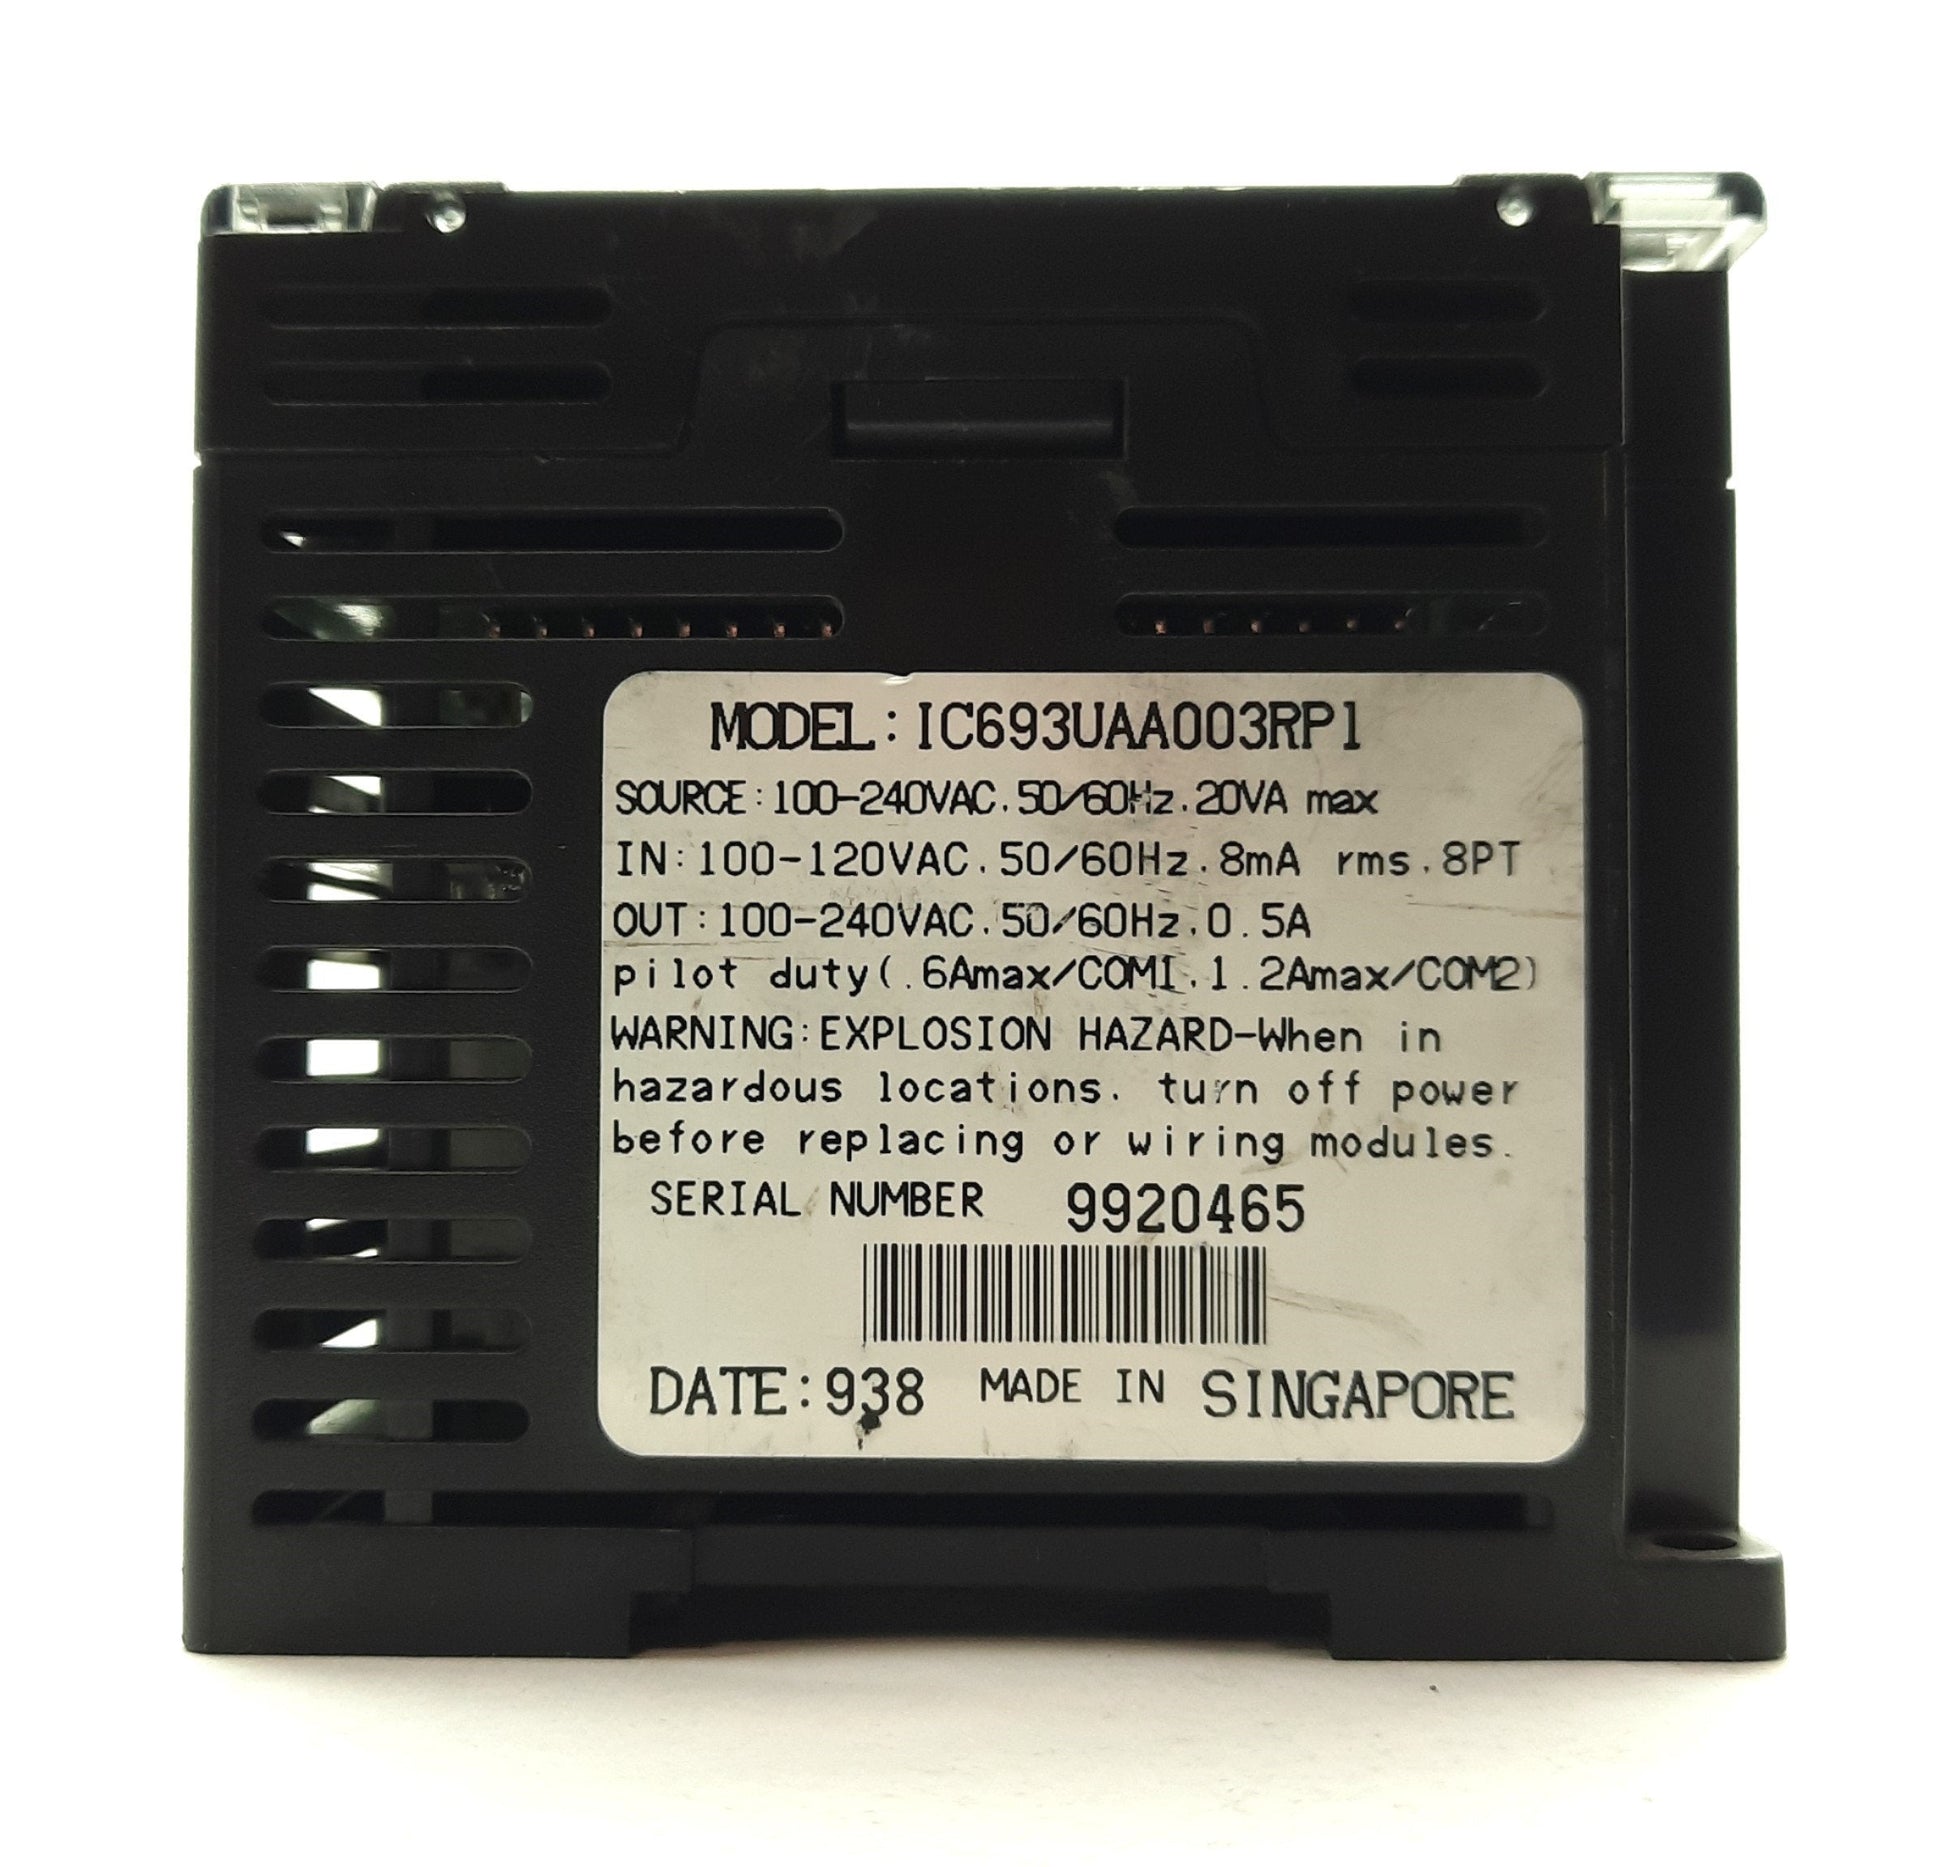 MODEL:IC693UAA003RP1
SOURCE:100-240VAC.50/60Hz.20VA max
IN:100-120VAC.50/60Hz.8mA rms.8PT
OUT:100-240VAC.50/60Hz.0.5A
pilot duty(.6Amax/COM1.1.2Amax/COM2)
WARNING:EXPLOSION HAZARD-When in
hazardous locations. turn off power
before replacing or wiring modules.
SERIAL NUMBER 9920465
DATE:938 MADE IN SINGAPORE